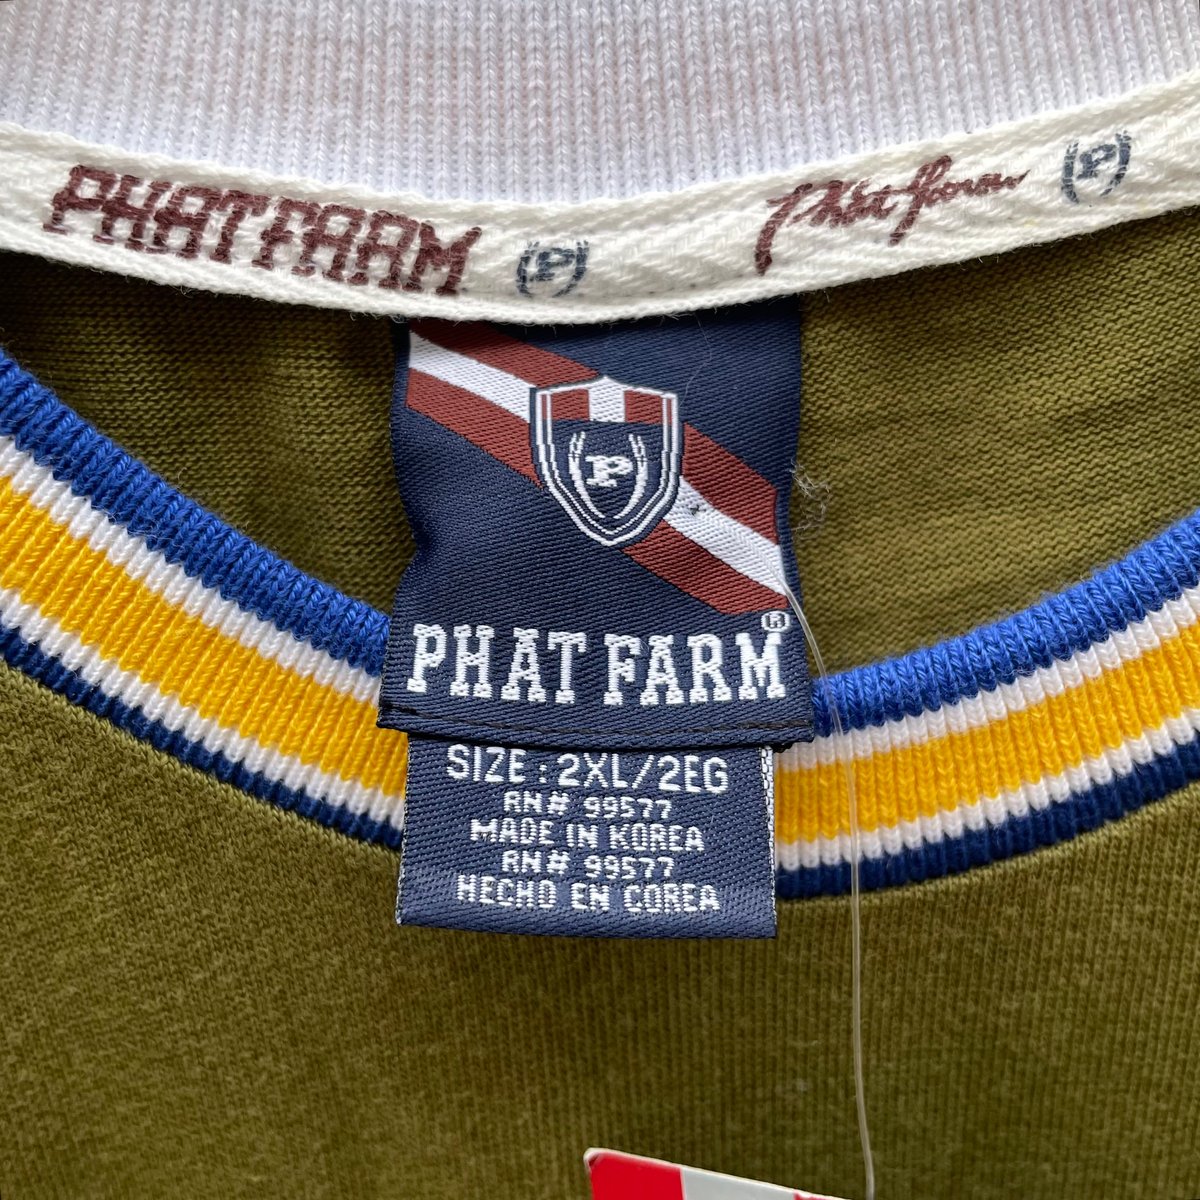 PHAT FARM P Phat Farm P
P
PHAT FARM®
SIZE : 2XL/2EG
RN# 99577
MADE IN KOREA
RN# 99577
HECHO EN COREA